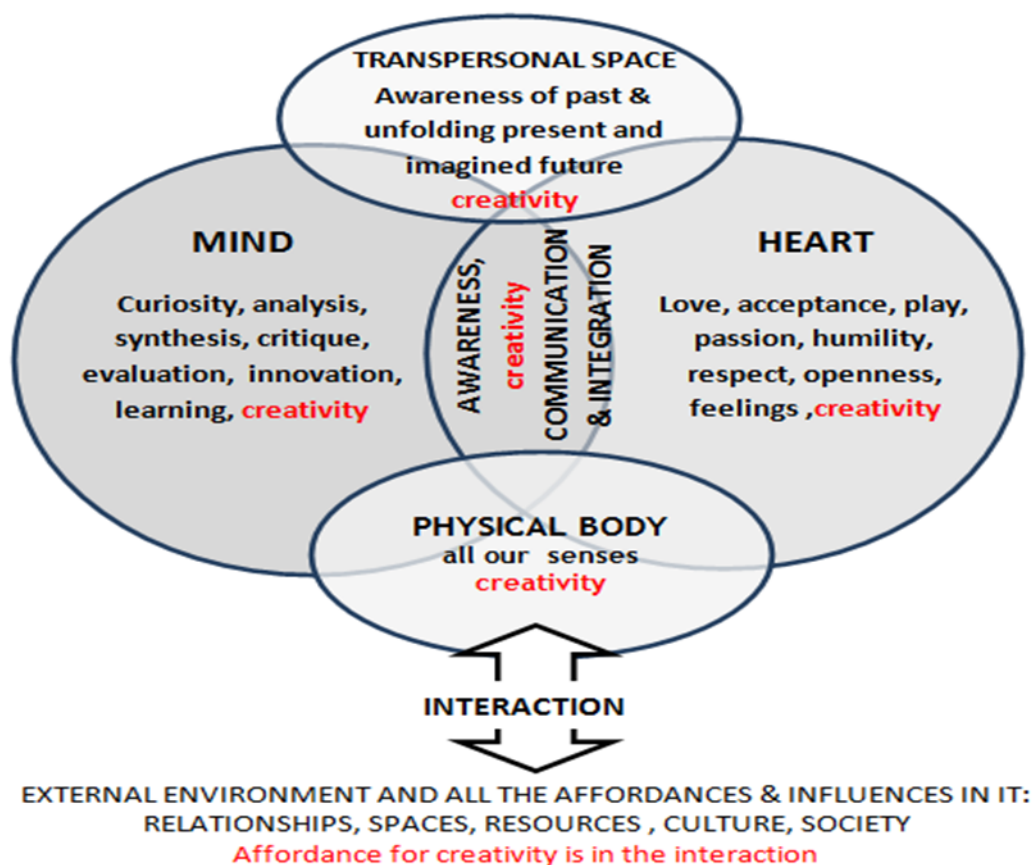 TRANSPERSONAL SPACE
Awareness of past &
unfolding present and
imagined future
creativity
MIND
Curiosity, analysis,
synthesis, critique,
evaluation, innovation,
learning, creativity
AWARENESS,
creativity
COMMUNICATION
& INTEGRATION
HEART
Love, acceptance, play,
passion, humility,
respect, openness,
feelings ,creativity
PHYSICAL BODY
all our senses
creativity
INTERACTION
EXTERNAL ENVIRONMENT AND ALL THE AFFORDANCES & INFLUENCES IN IT:
RELATIONSHIPS, SPACES, RESOURCES , CULTURE, SOCIETY
Affordance for creativity is in the interaction